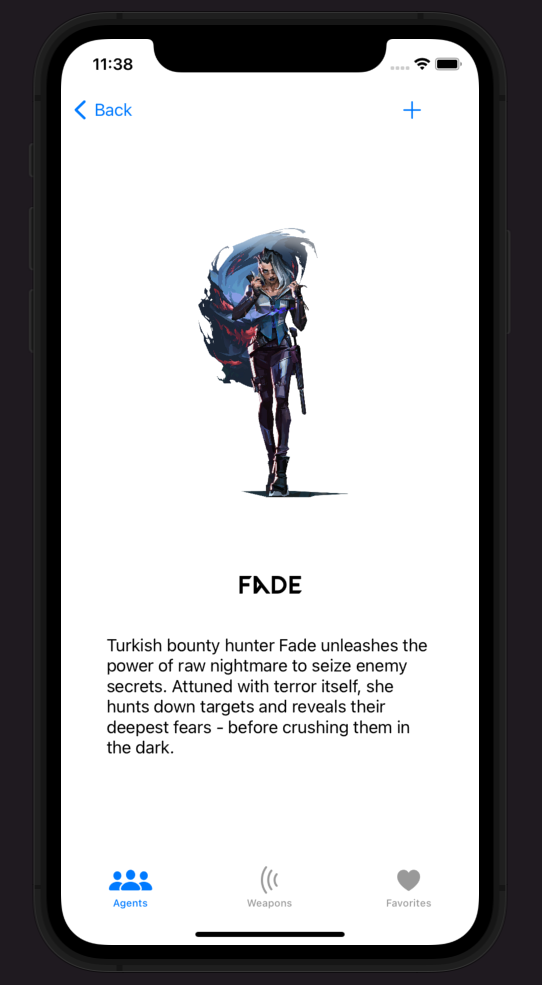 11:38
Back
FADE
Turkish bounty hunter Fade unleashes the
power of raw nightmare to seize enemy
secrets. Attuned with terror itself, she
hunts down targets and reveals their
deepest fears - before crushing them in
the dark.
Agents
Weapons
Favorites